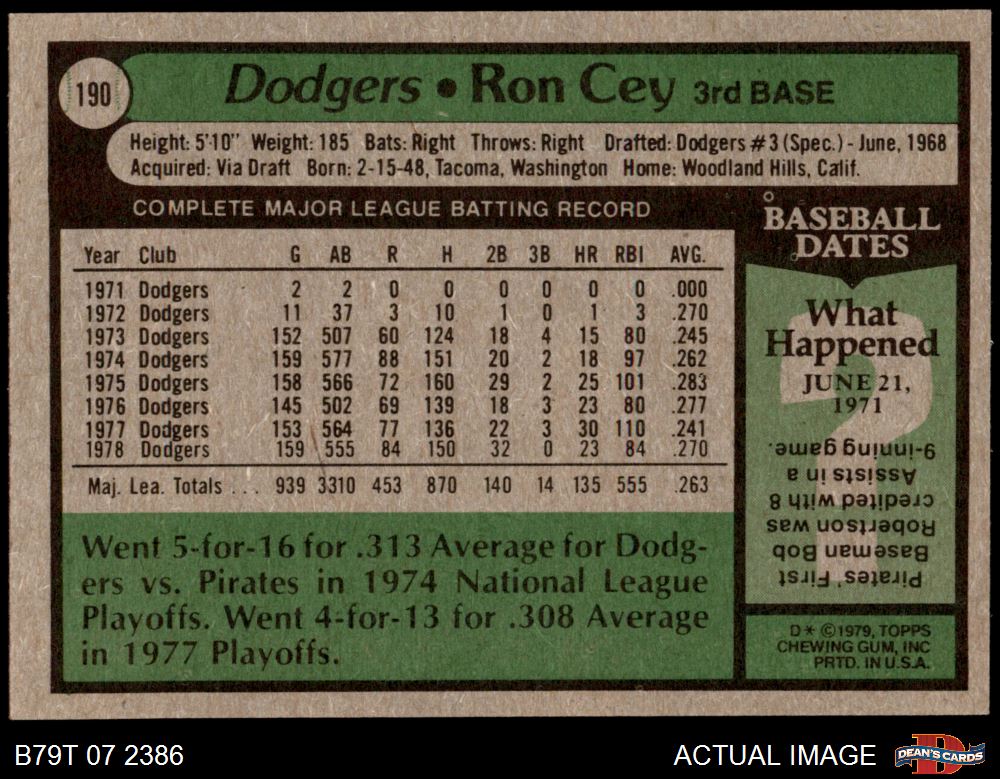 190
Dodgers • Ron Cey 3rd BASE
Height: 5'10" Weight: 185 Bats: Right Throws: Right Drafted: Dodgers #3 (Spec.) - June, 1968
Acquired: Via Draft Born: 2-15-48, Tacoma, Washington Home: Woodland Hills, Calif.
COMPLETE MAJOR LEAGUE BATTING RECORD
Year Club G AB R H 2B 3B HR RBI AVG.
1971 Dodgers 2 2 0 0 0 0 0 0 .000
1972 Dodgers 11 37 3 10 1 0 1 3 .270
1973 Dodgers 152 507 60 124 18 4 15 80 .245
1974 Dodgers 159 577 88 151 20 2 18 97 .262
1975 Dodgers 158 566 72 160 29 2 25 101 .283
1976 Dodgers 145 502 69 139 18 3 23 80 .277
1977 Dodgers 153 564 77 136 22 3 30 110 .241
1978 Dodgers 159 555 84 150 32 0 23 84 .270
Maj. Lea. Totals ... 939 3310 453 870 140 14 135 555 .263
Went 5-for-16 for .313 Average for Dodg-
ers vs. Pirates in 1974 National League
Playoffs. Went 4-for-13 for .308 Average
in 1977 Playoffs.
BASEBALL
DATES
What
Happened
JUNE 21,
1971
?
Pirates' First
Baseman Bob
Robertson was
credited with 8
Assists in a
9-inning game.
D* ©1979, TOPPS
CHEWING GUM, INC
PRTD. IN U.S.A.
B79T 07 2386
ACTUAL IMAGE
D
DEAN'S CARDS